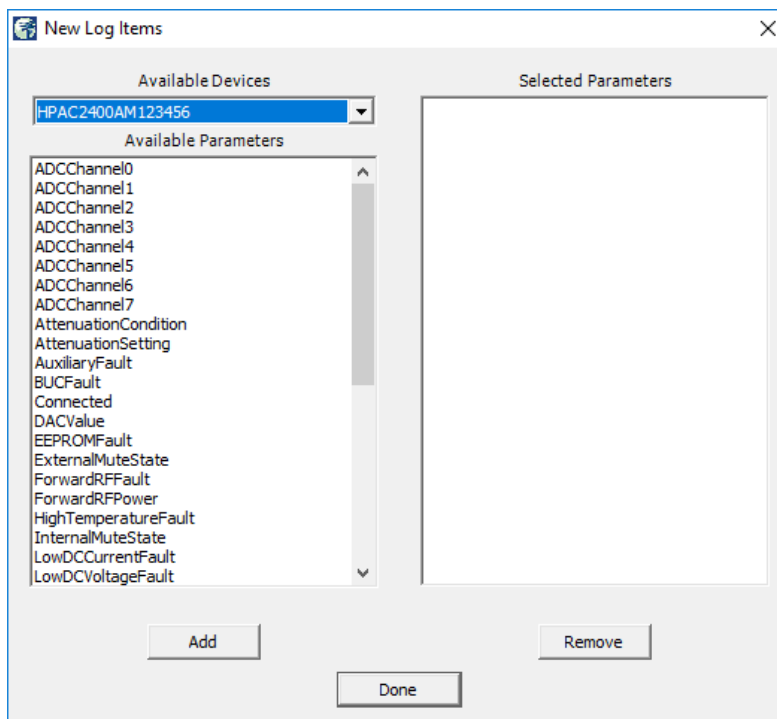 New Log Items
Available Devices
HPAC2400AM123456
Available Parameters
ADCChannel0
ADCChannel1
ADCChannel2
ADCChannel3
ADCChannel4
ADCChannel5
ADCChannel6
ADCChannel7
AttenuationCondition
AttenuationSetting
AuxiliaryFault
BUCFault
Connected
DACValue
EEPROMFault
ExternalMuteState
ForwardRFFault
ForwardRFPower
HighTemperatureFault
InternalMuteState
LowDCCurrentFault
LowDCVoltageFault
Add
Selected Parameters
Remove
Done